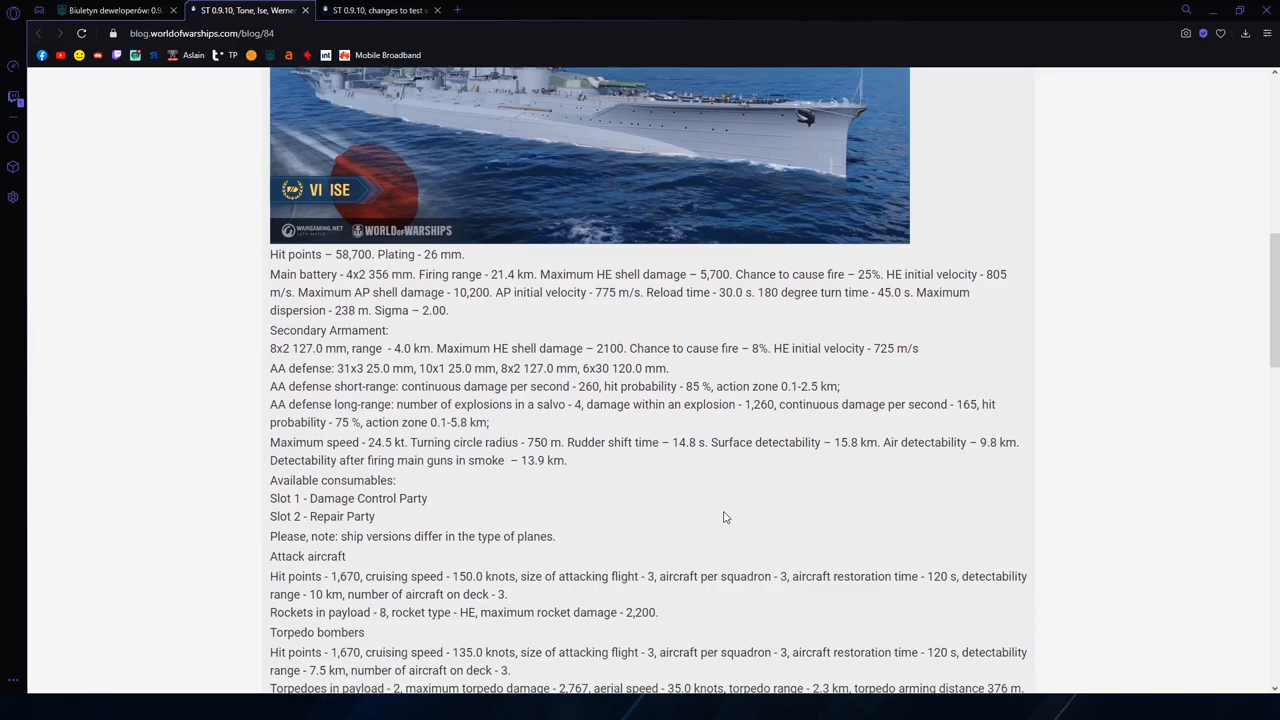 Biuletyn deweloperów: 0.9.
ST 0.9.10, Tone, Ise, Werner
ST 0.9.10, changes to test s
blog.worldofwarships.com/blog/84
Aslain
TP
int
Mobile Broadband
VI ISE
WARGAMING.NET
LET'S BATTLE
WORLD OF WARSHIPS
Hit points – 58,700. Plating - 26 mm.
Main battery - 4x2 356 mm. Firing range - 21.4 km. Maximum HE shell damage – 5,700. Chance to cause fire – 25%. HE initial velocity - 805
m/s. Maximum AP shell damage - 10,200. AP initial velocity - 775 m/s. Reload time - 30.0 s. 180 degree turn time - 45.0 s. Maximum
dispersion - 238 m. Sigma – 2.00.
Secondary Armament:
8x2 127.0 mm, range - 4.0 km. Maximum HE shell damage – 2100. Chance to cause fire – 8%. HE initial velocity - 725 m/s
AA defense: 31x3 25.0 mm, 10x1 25.0 mm, 8x2 127.0 mm, 6x30 120.0 mm.
AA defense short-range: continuous damage per second - 260, hit probability - 85 %, action zone 0.1-2.5 km;
AA defense long-range: number of explosions in a salvo - 4, damage within an explosion - 1,260, continuous damage per second - 165, hit
probability - 75 %, action zone 0.1-5.8 km;
Maximum speed - 24.5 kt. Turning circle radius - 750 m. Rudder shift time – 14.8 s. Surface detectability – 15.8 km. Air detectability – 9.8 km.
Detectability after firing main guns in smoke – 13.9 km.
Available consumables:
Slot 1 - Damage Control Party
Slot 2 - Repair Party
Please, note: ship versions differ in the type of planes.
Attack aircraft
Hit points - 1,670, cruising speed - 150.0 knots, size of attacking flight - 3, aircraft per squadron - 3, aircraft restoration time - 120 s, detectability
range - 10 km, number of aircraft on deck - 3.
Rockets in payload - 8, rocket type - HE, maximum rocket damage - 2,200.
Torpedo bombers
Hit points - 1,670, cruising speed - 135.0 knots, size of attacking flight - 3, aircraft per squadron - 3, aircraft restoration time - 120 s, detectability
range - 7.5 km, number of aircraft on deck - 3.
Torpedoes in payload - 2, maximum torpedo damage - 2,767, aerial speed - 35.0 knots, torpedo range - 2.3 km, torpedo arming distance 376 m.